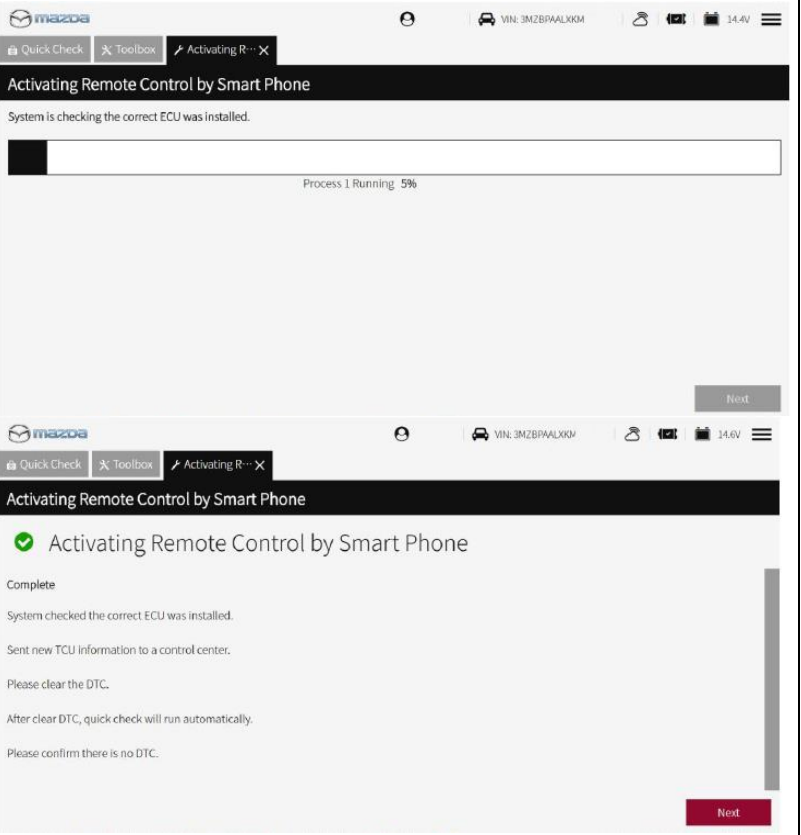 mazda
VIN: 3MZBPAALXKM
14.4V
Quick Check
Toolbox
Activating R···
Activating Remote Control by Smart Phone
System is checking the correct ECU was installed.
Process 1 Running 5%
Next
mazda
VIN: 3MZBPAALXKM
14.6V
Quick Check
Toolbox
Activating R···
Activating Remote Control by Smart Phone
Activating Remote Control by Smart Phone
Complete
System checked the correct ECU was installed.
Sent new TCU information to a control center.
Please clear the DTC.
After clear DTC, quick check will run automatically.
Please confirm there is no DTC.
Next